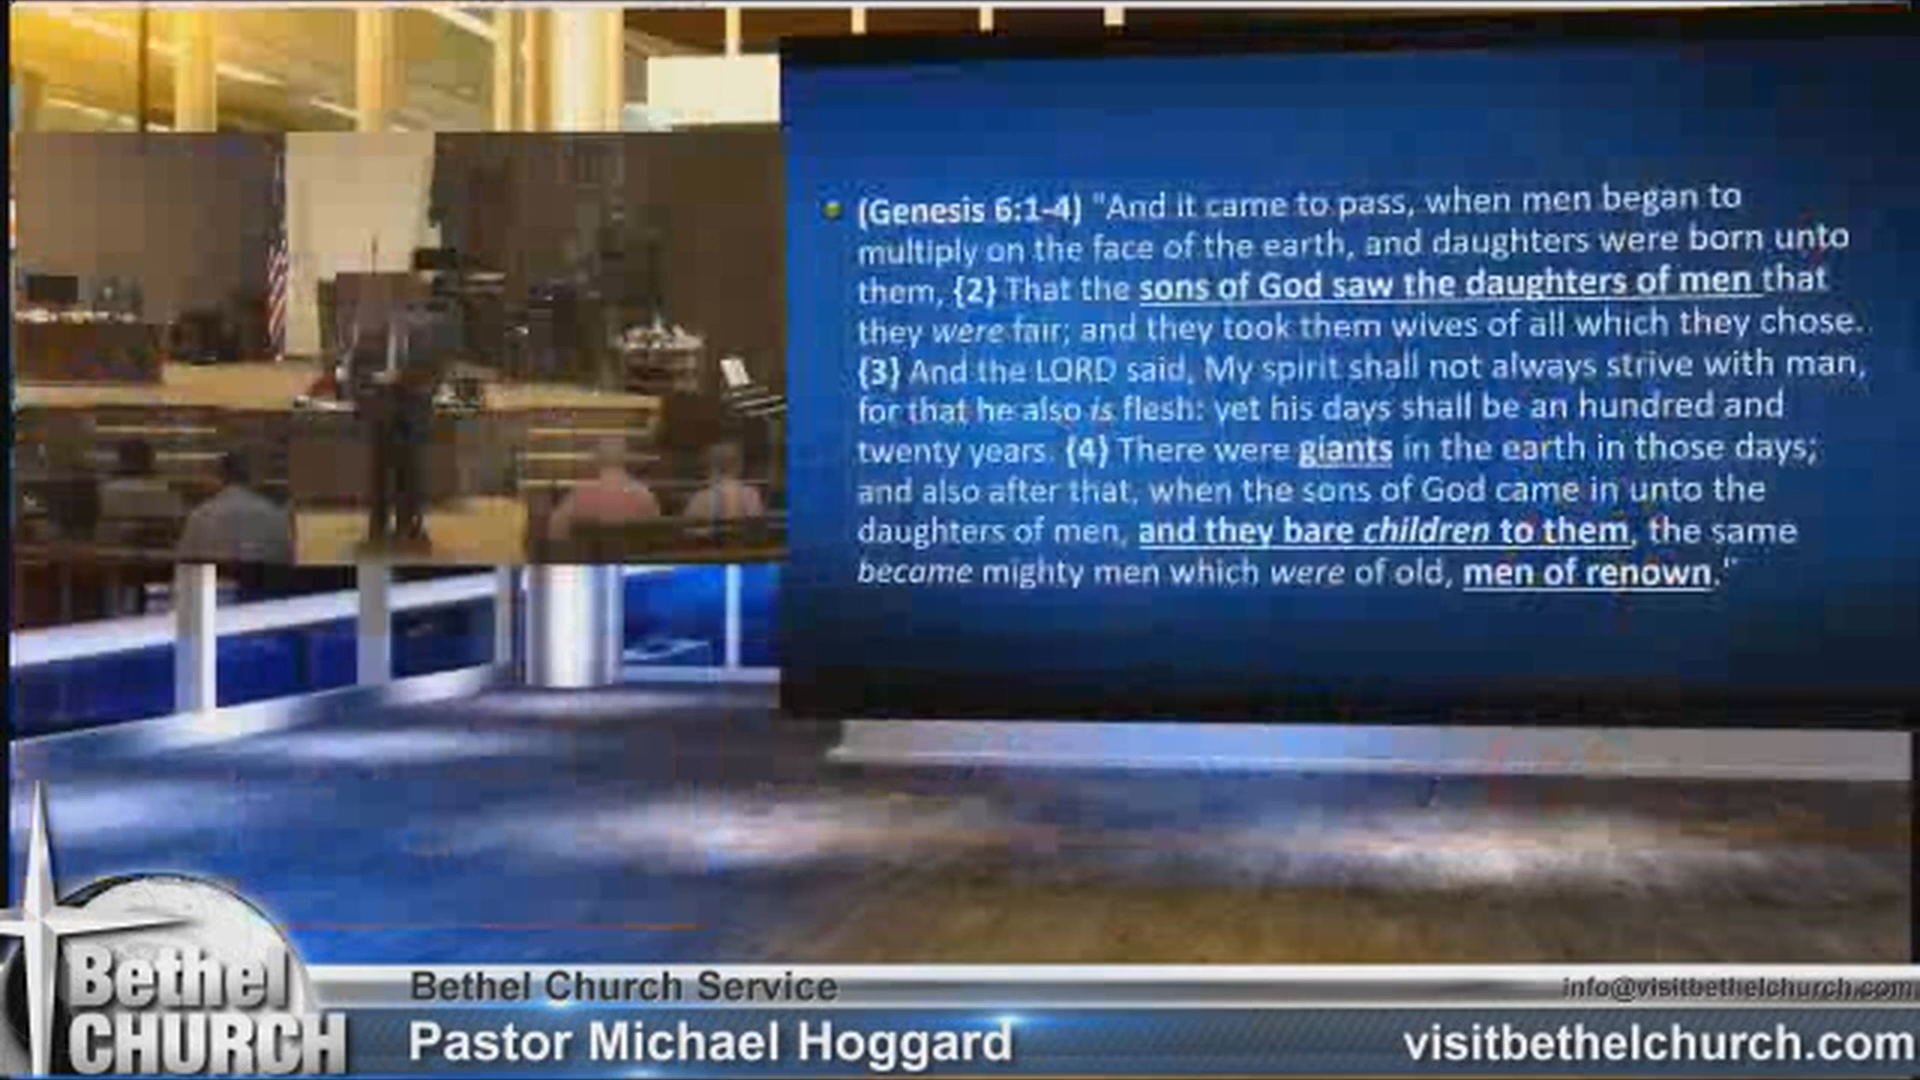 (Genesis 6:1-4) "And it came to pass, when men began to
multiply on the face of the earth, and daughters were born unto
them, {2} That the sons of God saw the daughters of men that
they were fair; and they took them wives of all which they chose.
{3} And the LORD said, My spirit shall not always strive with man,
for that he also is flesh: yet his days shall be an hundred and
twenty years. {4} There were giants in the earth in those days;
and also after that, when the sons of God came in unto the
daughters of men, and they bare children to them, the same
became mighty men which were of old, men of renown."
Bethel
CHURCH
Bethel Church Service
info@visitbethelchurch.com
Pastor Michael Hoggard
visitbethelchurch.com